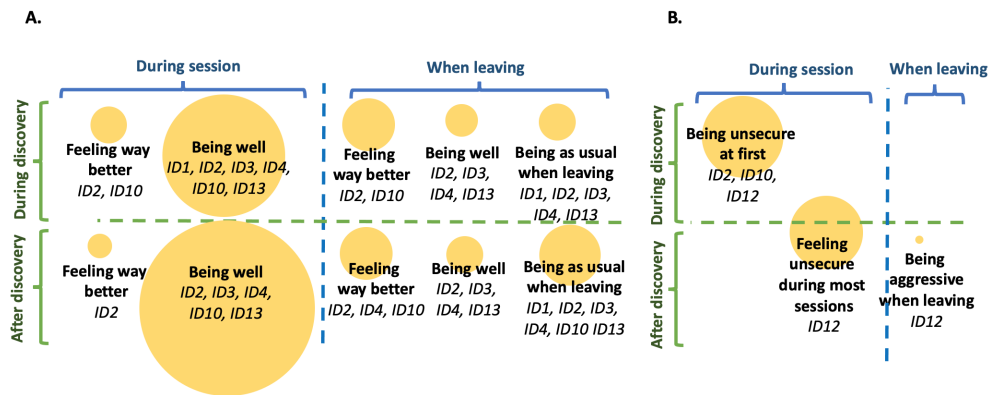 A.
During session
When leaving
During discovery
Feeling way
better
ID2, ID10
Being well
ID1, ID2, ID3, ID4,
ID10, ID13
Feeling
way better
ID2, ID10
Being well
ID2, ID3,
ID4, ID13
Being as usual
when leaving
ID1, ID2, ID3,
ID4, ID13
After discovery
Feeling way
better
ID2
Being well
ID2, ID3, ID4,
ID10, ID13
Feeling
way better
ID2, ID4, ID10
Being well
ID2, ID3,
ID4, ID13
Being as usual
when leaving
ID1, ID2, ID3,
ID4, ID10 ID13
B.
During session
When leaving
During discovery
Being unsecure
at first
ID2, ID10,
ID12
After discovery
Feeling
unsecure
during most
sessions
ID12
Being
aggressive
when leaving
ID12